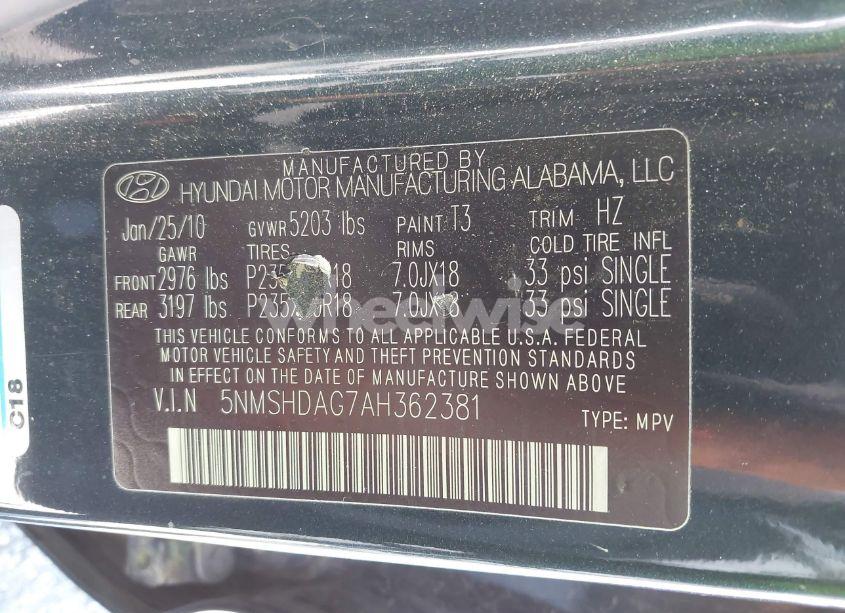 MANUFACTURED BY
HYUNDAI MOTOR MANUFACTURING ALABAMA, LLC
Jan/25/10 GVWR 5203 lbs PAINT T3 TRIM HZ
GAWR TIRES RIMS COLD TIRE INFL
FRONT 2976 lbs 7.0JX18 33 psi SINGLE
REAR 3197 lbs 33 psi SINGLE
wheelwise
THIS VEHICLE CONFORMS TO ALL APPLICABLE U.S.A. FEDERAL
MOTOR VEHICLE SAFETY AND THEFT PREVENTION STANDARDS
IN EFFECT ON THE DATE OF MANUFACTURE SHOWN ABOVE.
V.I.N 5NMSHDAG7AH362381 TYPE: MPV
C18